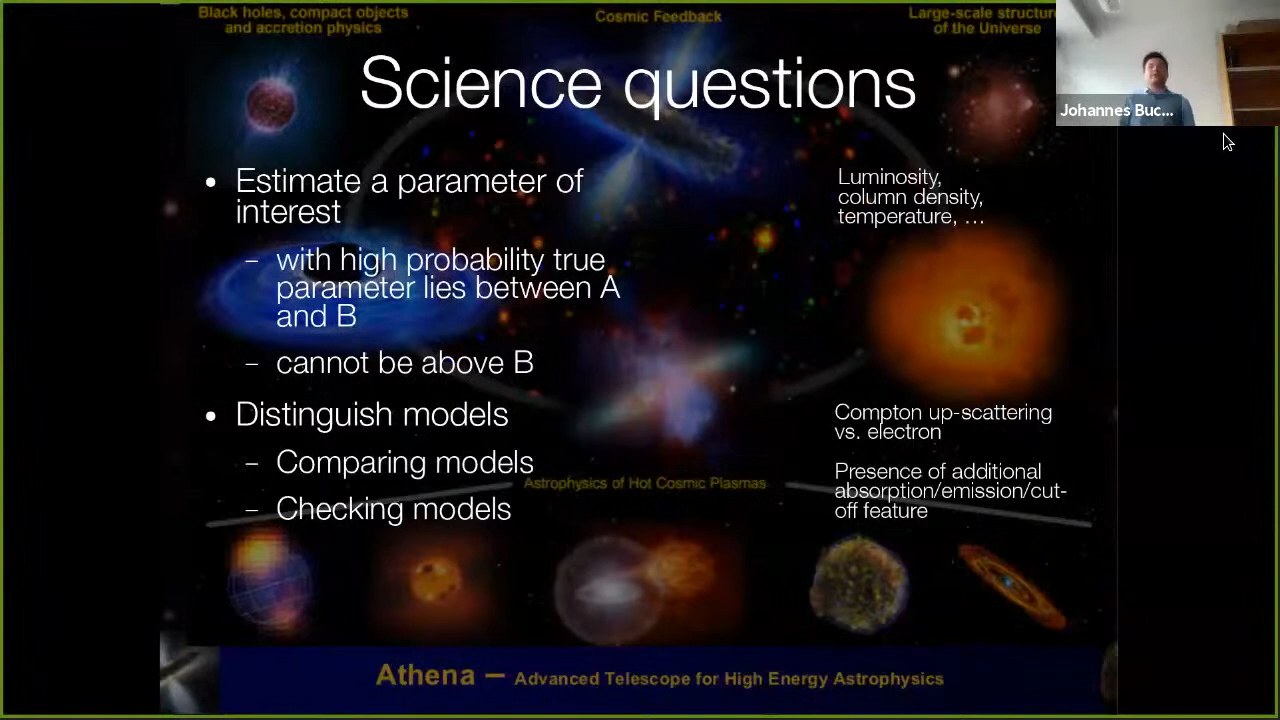 Black holes, compact objects
and accretion physics
Cosmic Feedback
Large-scale structure
of the Universe
Science questions
Johannes Buc...
• Estimate a parameter of
interest
– with high probability true
parameter lies between A
and B
– cannot be above B
• Distinguish models
– Comparing models
– Checking models
Luminosity,
column density,
temperature, …
Compton up-scattering
vs. electron
Presence of additional
absorption/emission/cut-
off feature
Astrophysics of Hot Cosmic Plasmas
Athena — Advanced Telescope for High Energy Astrophysics